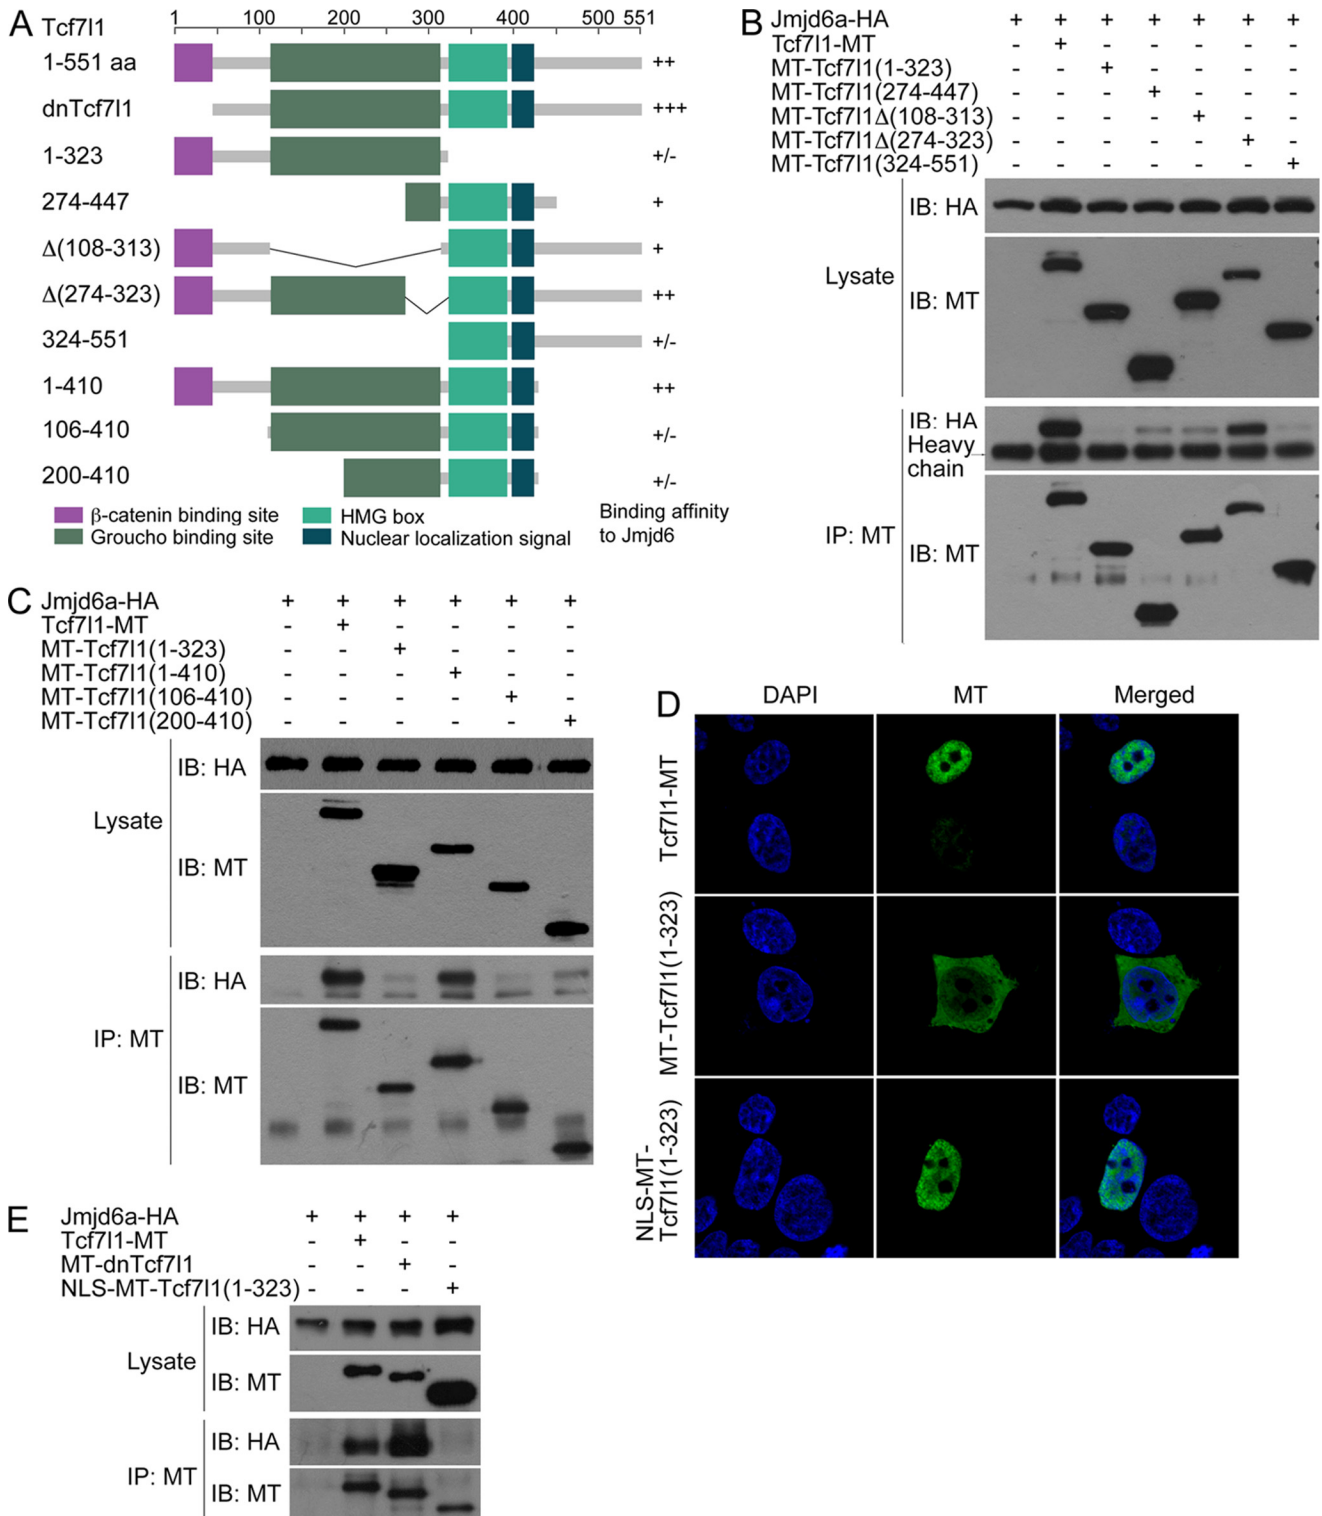 A
Tcf7l1
1 100 200 300 400 500 551
1-551 aa ++
dnTcf7l1 +++
1-323 +/-
274-447 +
Δ(108-313) +
Δ(274-323) ++
324-551 +/-
1-410 ++
106-410 +/-
200-410 +/-
β-catenin binding site
HMG box
Groucho binding site
Nuclear localization signal
Binding affinity
to Jmjd6
B
Jmjd6a-HA + + + + + + +
Tcf7l1-MT - + - - - - -
MT-Tcf7l1(1-323) - - + - - - -
MT-Tcf7l1(274-447) - - - + - - -
MT-Tcf7l1Δ(108-313) - - - - + - -
MT-Tcf7l1Δ(274-323) - - - - - + -
MT-Tcf7l1(324-551) - - - - - - +
IB: HA
Lysate
IB: MT
IB: HA
Heavy
chain
IP: MT
IB: MT
C
Jmjd6a-HA + + + + + +
Tcf7l1-MT - + - - - -
MT-Tcf7l1(1-323) - - + - - -
MT-Tcf7l1(1-410) - - - + - -
MT-Tcf7l1(106-410) - - - - + -
MT-Tcf7l1(200-410) - - - - - +
IB: HA
Lysate
IB: MT
IB: HA
IP: MT
IB: MT
D
DAPI MT Merged
Tcf7l1-MT
MT-Tcf7l1(1-323)
NLS-MT-
Tcf7l1(1-323)
E
Jmjd6a-HA + + + +
Tcf7l1-MT - + - -
MT-dnTcf7l1 - - + -
NLS-MT-Tcf7l1(1-323) - - - +
IB: HA
Lysate
IB: MT
IB: HA
IP: MT
IB: MT